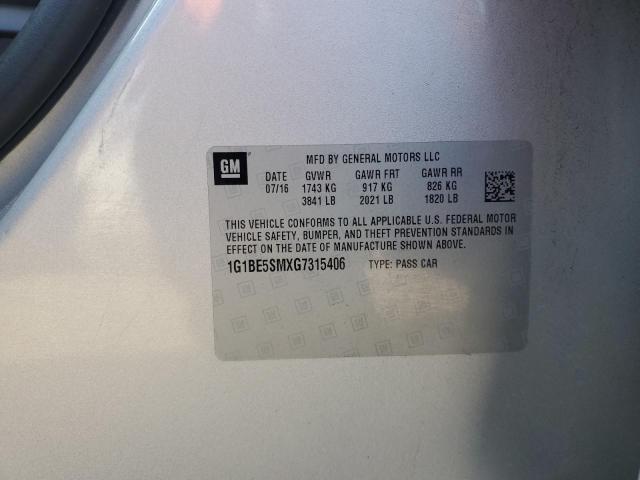 GM
MFD BY GENERAL MOTORS LLC
DATE GVWR GAWR FRT GAWR RR
07/16 1743 KG 917 KG 826 KG
3841 LB 2021 LB 1820 LB
THIS VEHICLE CONFORMS TO ALL APPLICABLE U.S. FEDERAL MOTOR
VEHICLE SAFETY, BUMPER, AND THEFT PREVENTION STANDARDS IN
EFFECT ON THE DATE OF MANUFACTURE SHOWN ABOVE.
1G1BE5SMXG7315406 TYPE: PASS CAR